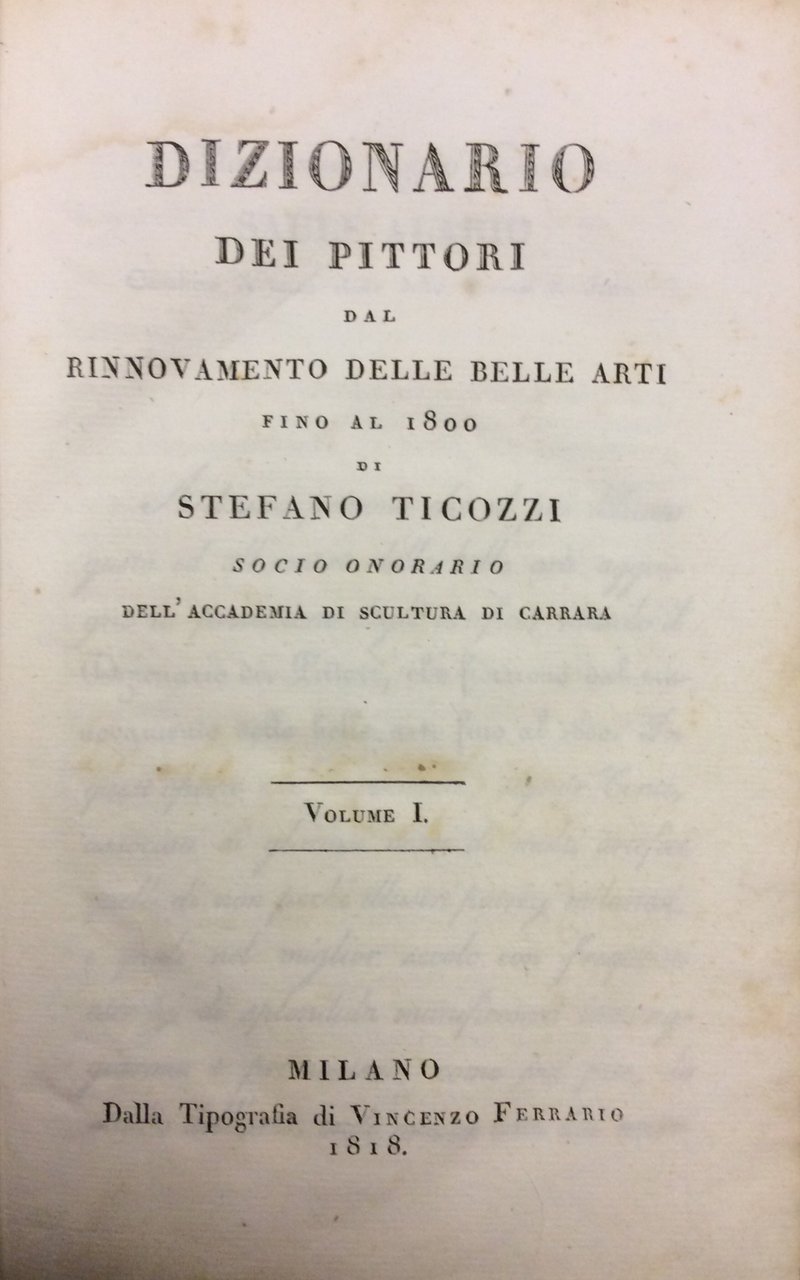 DIZIONARIO
DEI PITTORI
DAL
RINNOVAMENTO DELLE BELLE ARTI
FINO AL 1800
DI
STEFANO TICOZZI
SOCIO ONORARIO
DELL'ACCADEMIA DI SCULTURA DI CARRARA
VOLUME I.
MILANO
Dalla Tipografia di VINCENZO FERRARIO
1818.